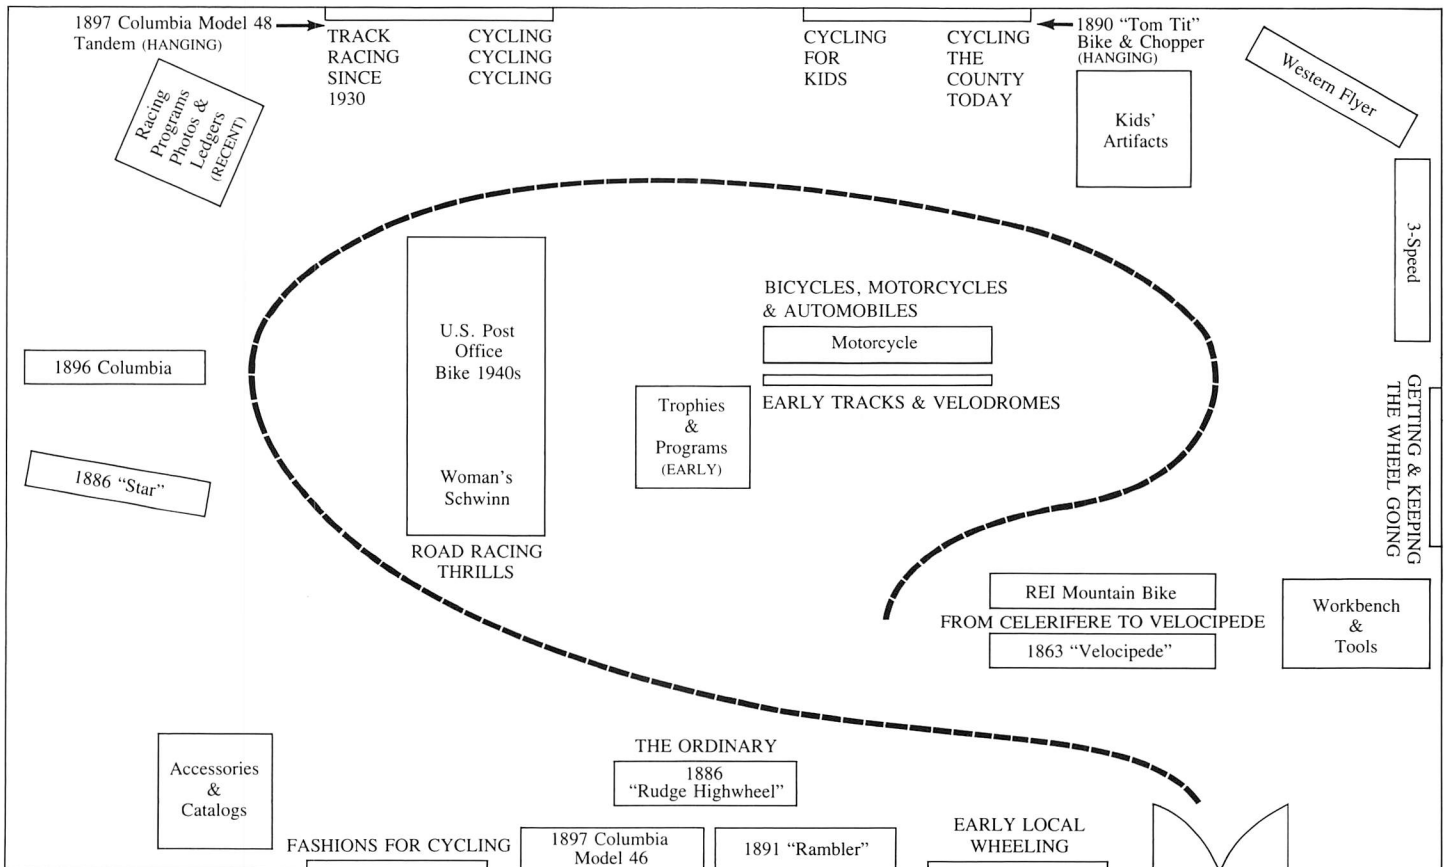 1897 Columbia Model 48
Tandem (HANGING)
TRACK
RACING
SINCE
1930
CYCLING
CYCLING
CYCLING
CYCLING
FOR
KIDS
CYCLING
THE
COUNTY
TODAY
1890 “Tom Tit”
Bike & Chopper
(HANGING)
Western Flyer
Racing
Programs
Photos &
Ledgers
(RECENT)
Kids’
Artifacts
3-Speed
BICYCLES, MOTORCYCLES
& AUTOMOBILES
Motorcycle
EARLY TRACKS & VELODROMES
U.S. Post
Office
Bike 1940s
Woman’s
Schwinn
ROAD RACING
THRILLS
Trophies
&
Programs
(EARLY)
1896 Columbia
1886 “Star”
GETTING & KEEPING
THE WHEEL GOING
REI Mountain Bike
FROM CELERIFERE TO VELOCIPEDE
1863 “Velocipede”
Workbench
&
Tools
Accessories
&
Catalogs
THE ORDINARY
1886
“Rudge Highwheel”
FASHIONS FOR CYCLING
1897 Columbia
Model 46
1891 “Rambler”
EARLY LOCAL
WHEELING